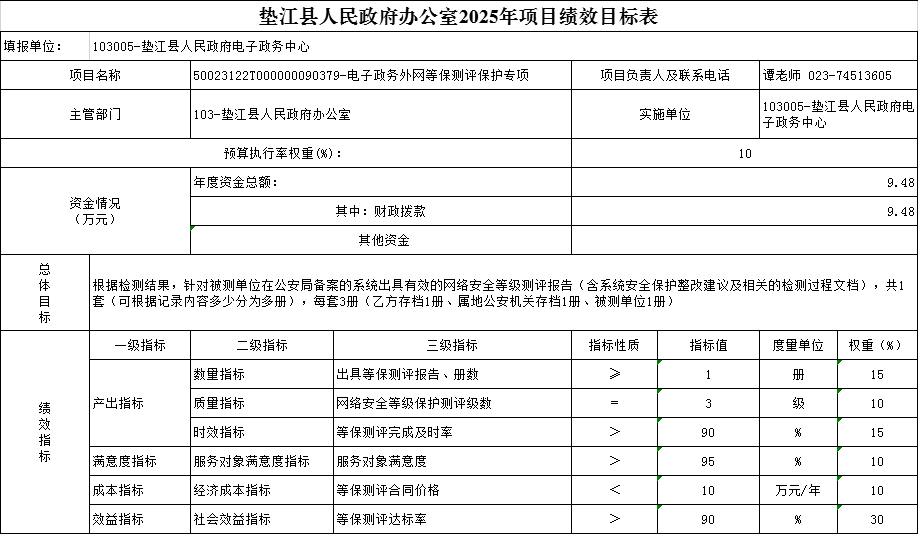 垫江县人民政府办公室2025年项目绩效目标表
填报单位： 103005-垫江县人民政府电子政务中心
项目名称 50023122T000000090379-电子政务外网等保测评保护专项 项目负责人及联系电话 谭老师 023-74513605
主管部门 103-垫江县人民政府办公室 实施单位 103005-垫江县人民政府电
子政务中心
预算执行率权重(%)： 10
资金情况
（万元）
年度资金总额： 9.48
其中：财政拨款 9.48
其他资金
总
体
目
标
根据检测结果，针对被测单位在公安局备案的系统出具有效的网络安全等级测评报告（含系统安全保护整改建议及相关的检测过程文档），共1
套（可根据记录内容多少分为多册），每套3册（乙方存档1册、属地公安机关存档1册、被测单位1册）
绩
效
指
标
一级指标 二级指标 三级指标 指标性质 指标值 度量单位 权重（%）
产出指标 数量指标 出具等保测评报告、册数 ≥ 1 册 15
质量指标 网络安全等级保护测评级数 = 3 级 10
时效指标 等保测评完成及时率 ＞ 90 % 15
满意度指标 服务对象满意度指标 服务对象满意度 ＞ 95 % 10
成本指标 经济成本指标 等保测评合同价格 ＜ 10 万元/年 10
效益指标 社会效益指标 等保测评达标率 ＞ 90 % 30